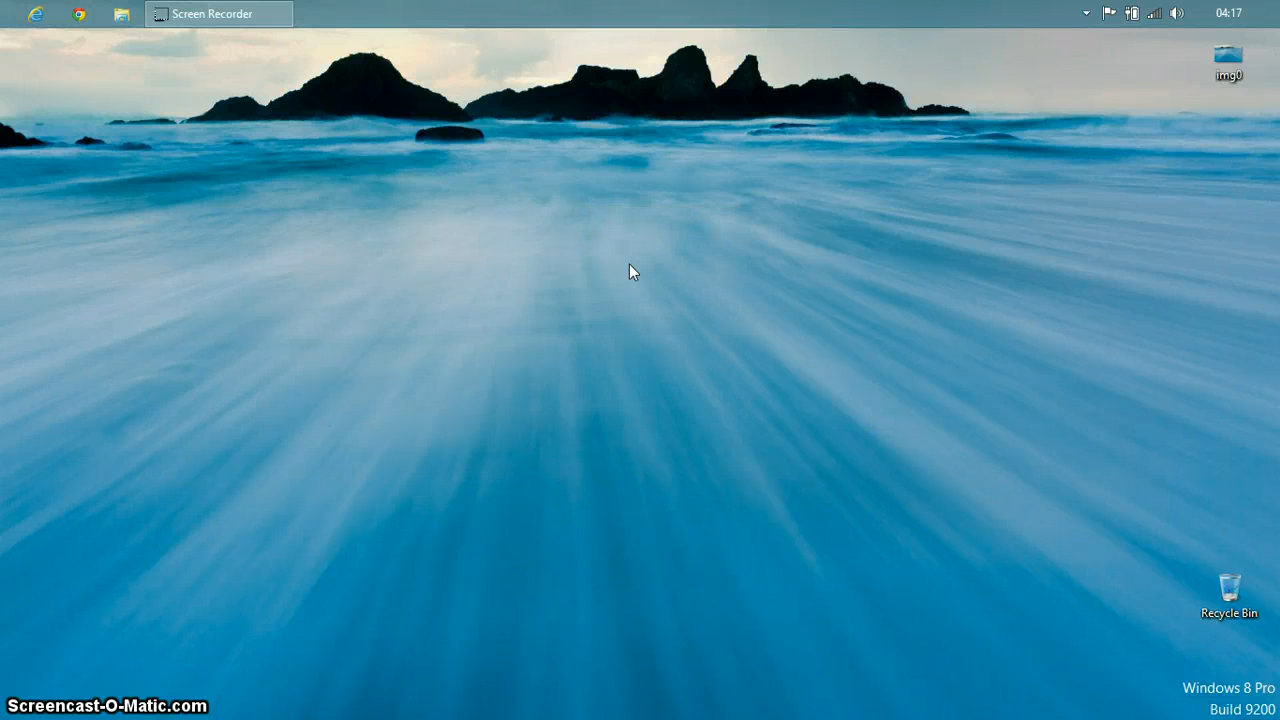 Screen Recorder
04:17
img0
Recycle Bin
Windows 8 Pro
Build 9200
Screencast-O-Matic.com